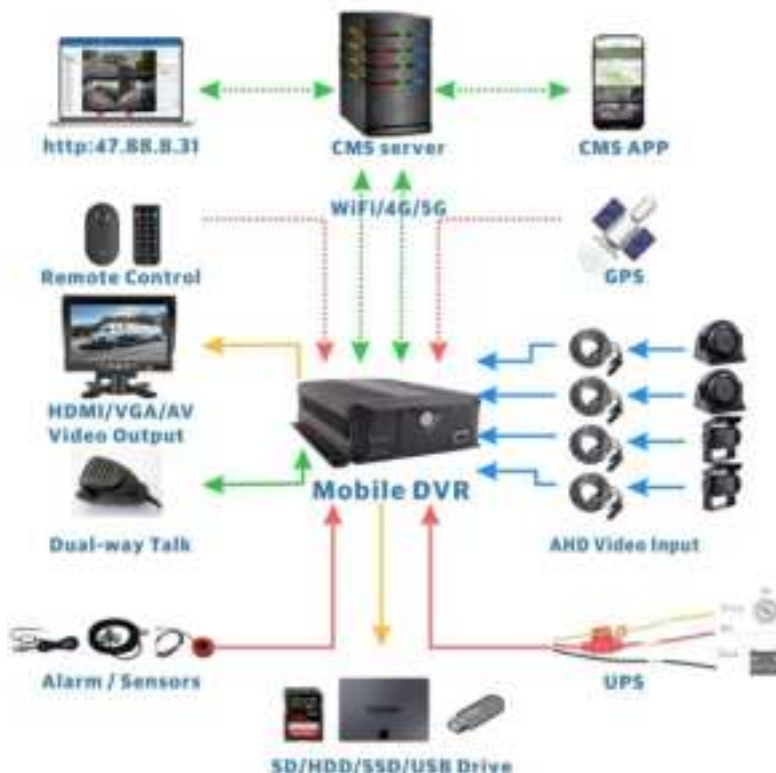 http:47.88.8.31
CMS server
CMS APP
WiFi/4G/5G
Remote Control
GPS
HDMI/VGA/AV
Video Output
Mobile DVR
Dual-way Talk
AHD Video Input
Alarm / Sensors
UPS
SD/HDD/SSD/USB Drive